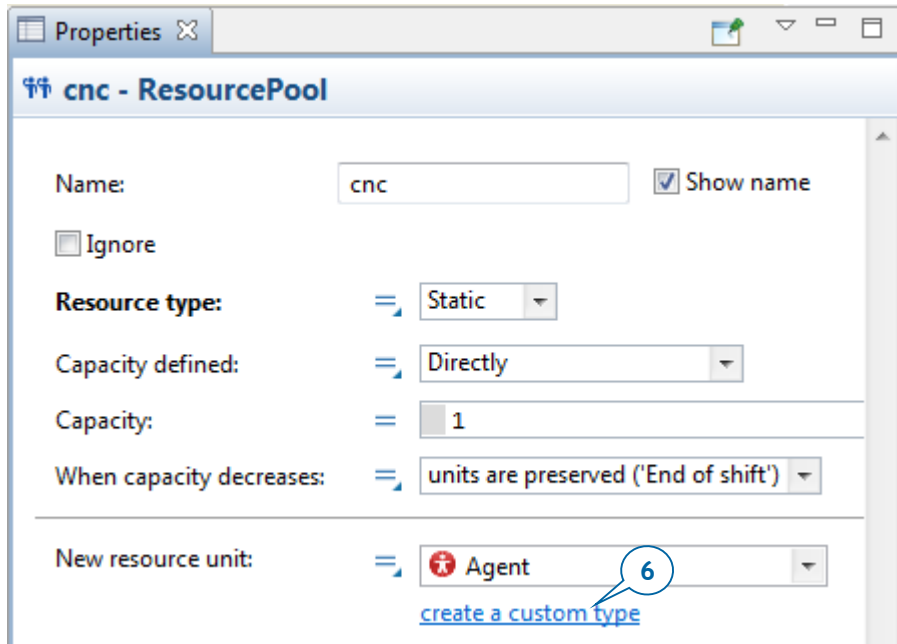 Properties
cnc - ResourcePool
Name: cnc Show name
Ignore
Resource type: Static
Capacity defined: Directly
Capacity: 1
When capacity decreases: units are preserved ('End of shift')
New resource unit: Agent
6
create a custom type